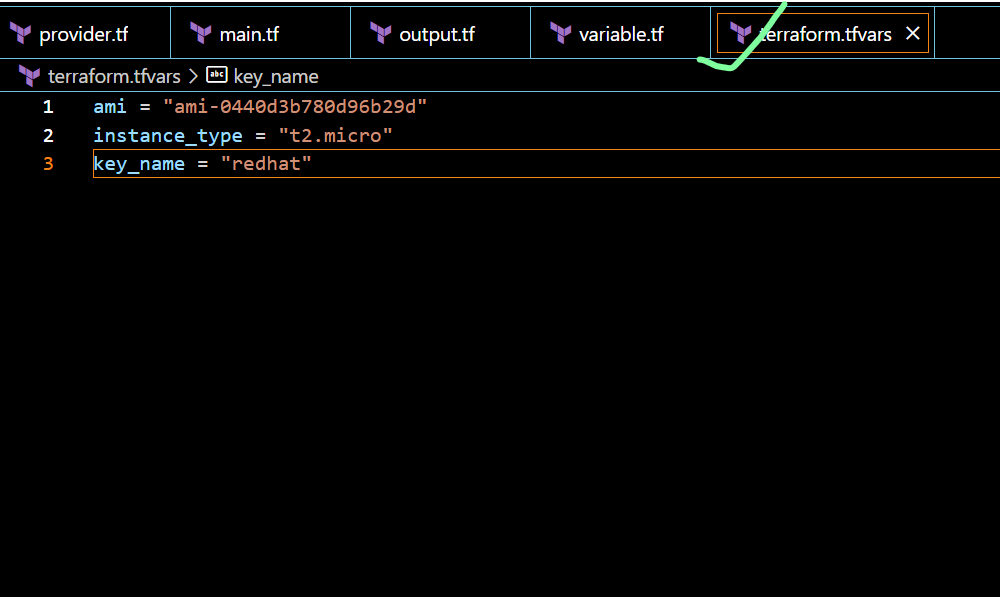 provider.tf main.tf output.tf variable.tf terraform.tfvars
terraform.tfvars > abc key_name
1 ami = "ami-0440d3b780d96b29d"
2 instance_type = "t2.micro"
3 key_name = "redhat"